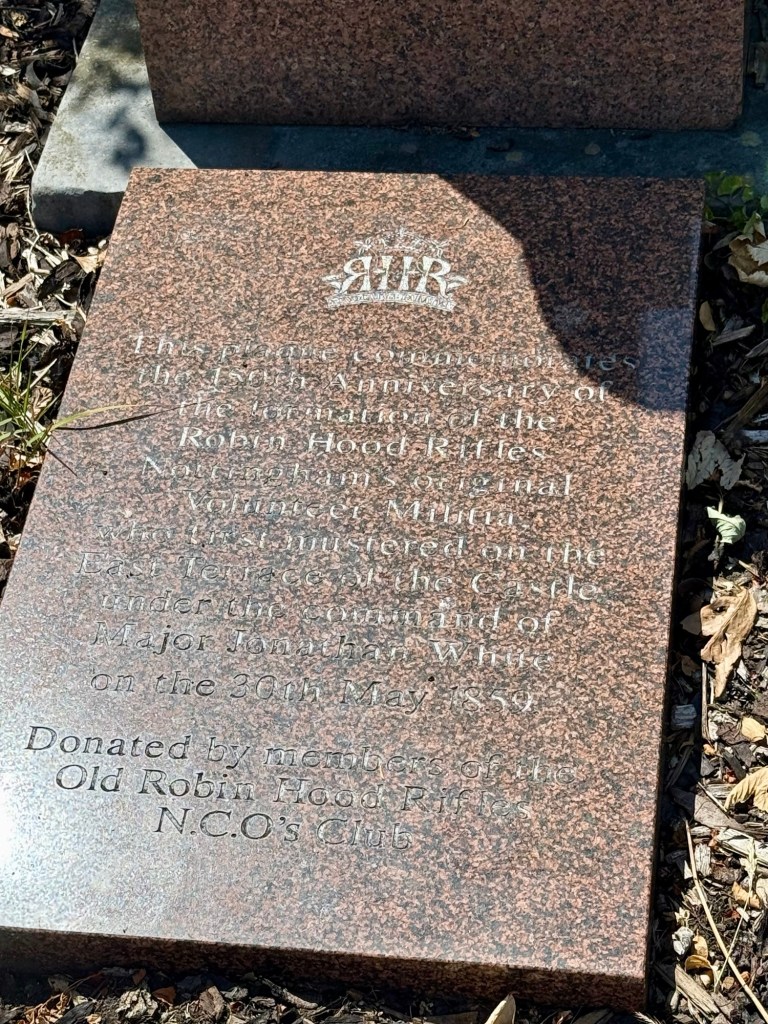 RHR
This plaque commemorates
the 150th Anniversary of
the formation of the
Robin Hood Rifles
Nottingham's original
Volunteer Militia,
who first mustered on the
East Terrace of the Castle,
under the command of
Major Jonathan White
on the 30th May 1859
Donated by members of the
Old Robin Hood Rifles
N.C.O's Club